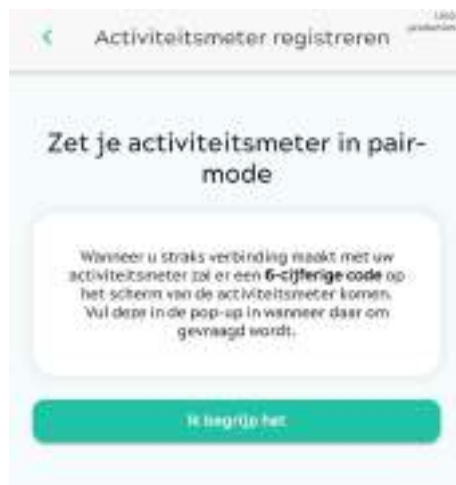 Activiteitsmeter registreren
Zet je activiteitsmeter in pair-
mode
Wanneer u straks verbinding maakt met uw
activiteitsmeter zal er een 6-cijferige code op
het scherm van de activiteitsmeter komen.
Vul deze in de pop-up in wanneer daar om
gevraagd wordt.
Ik begrijp het